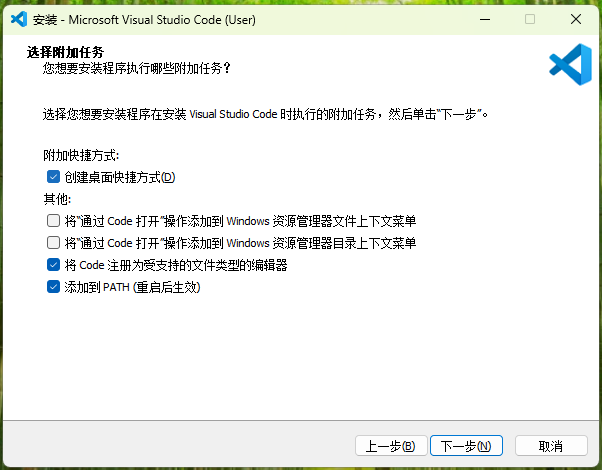 安装 - Microsoft Visual Studio Code (User)
选择附加任务
您想要安装程序执行哪些附加任务？
选择您想要安装程序在安装 Visual Studio Code 时执行的附加任务，然后单击“下一步”。
附加快捷方式:
创建桌面快捷方式(D)
其他:
将“通过 Code 打开”操作添加到 Windows 资源管理器文件上下文菜单
将“通过 Code 打开”操作添加到 Windows 资源管理器目录上下文菜单
将 Code 注册为受支持的文件类型的编辑器
添加到 PATH (重启后生效)
上一步(B) 下一步(N) 取消